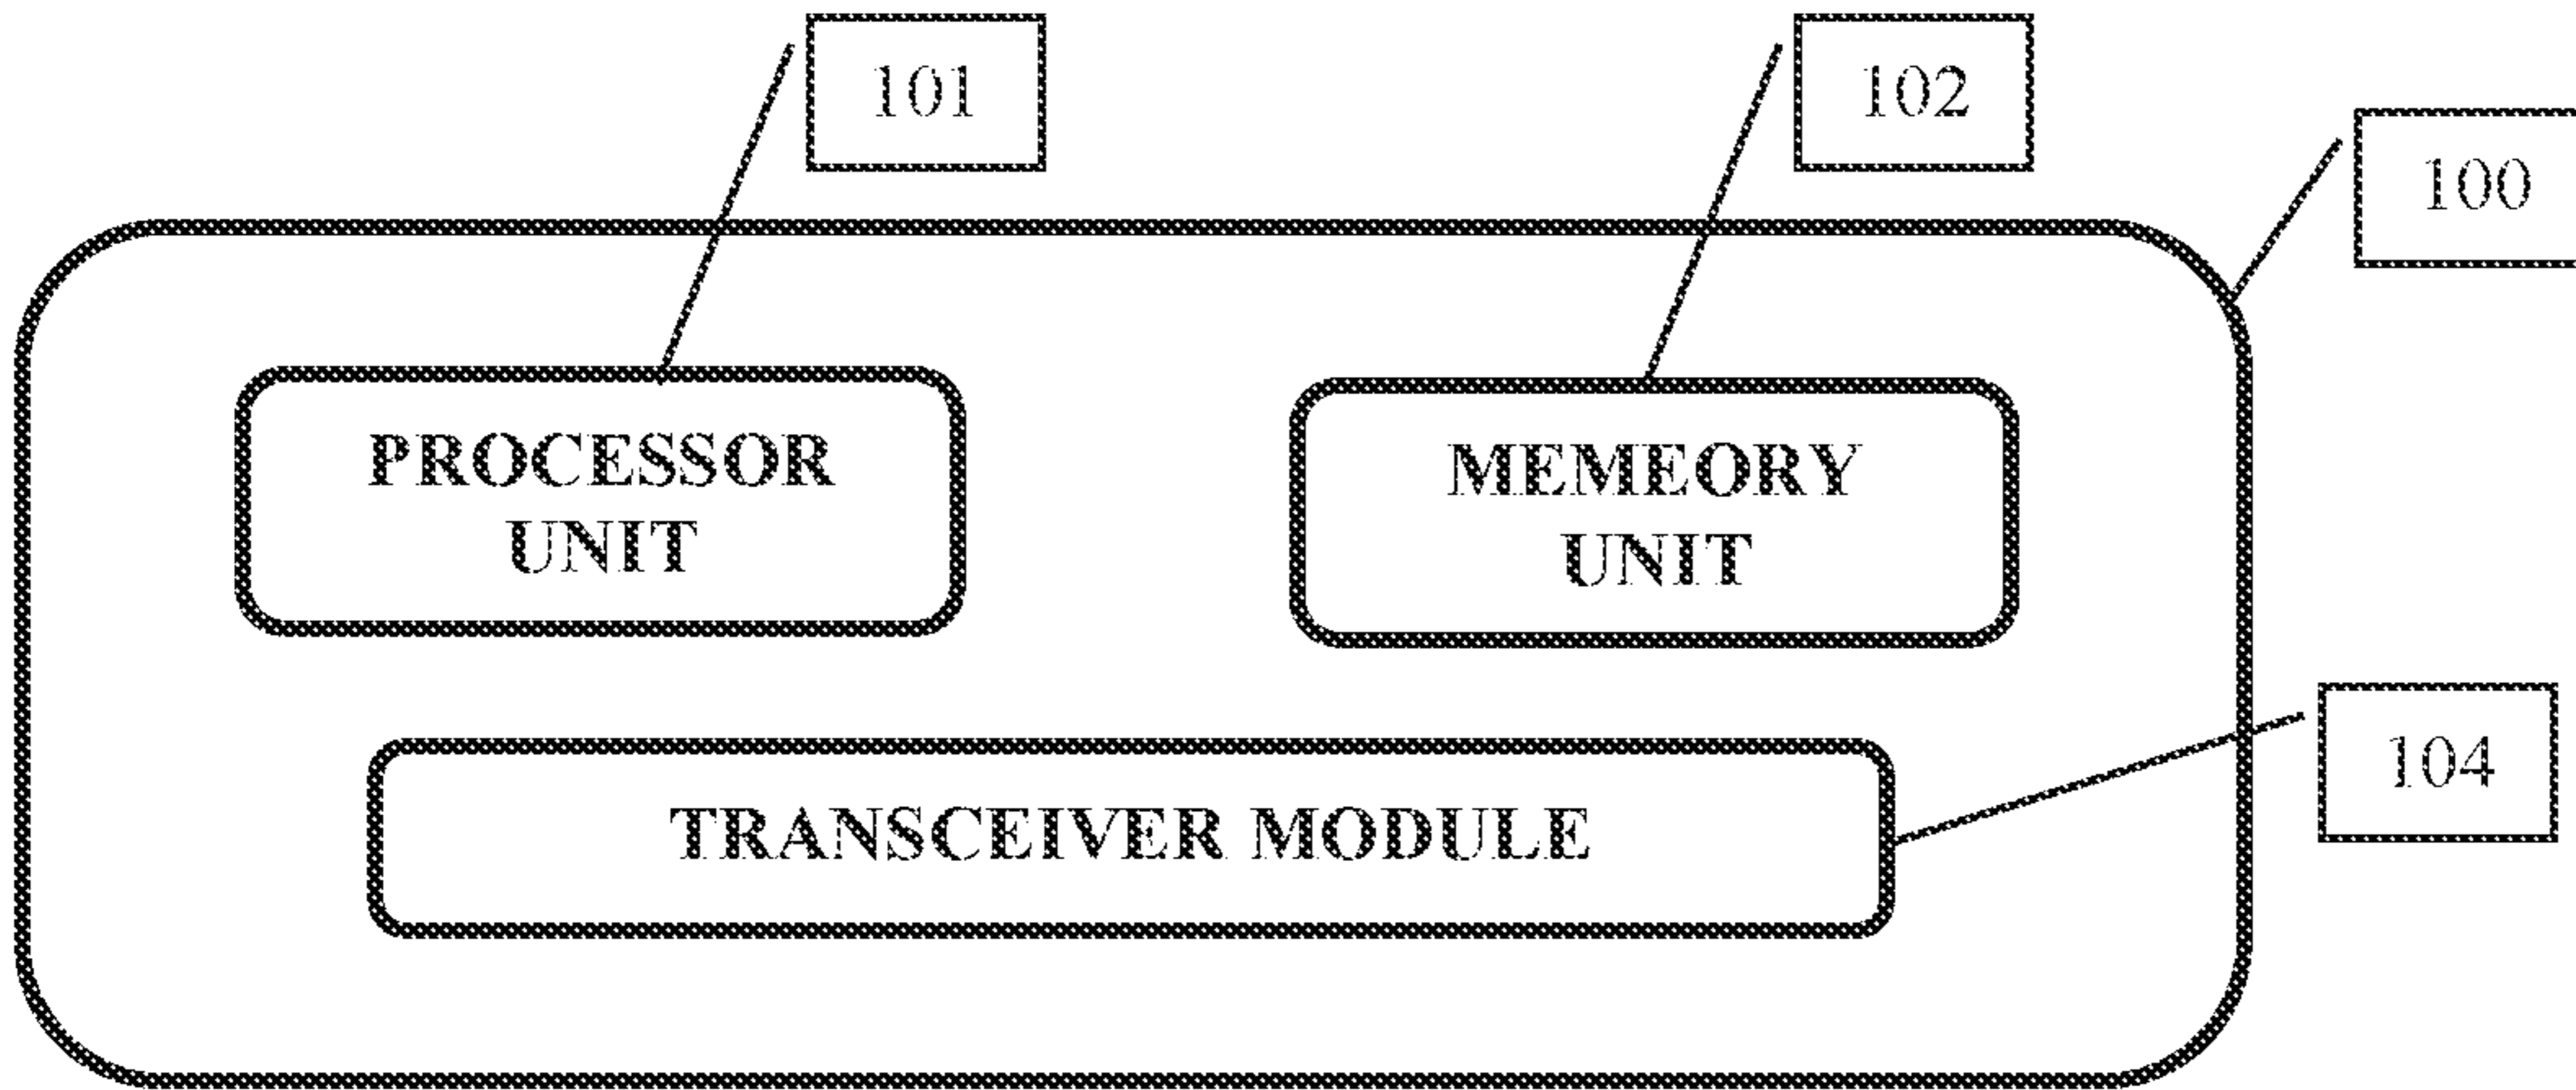 101
102
100
PROCESSOR
UNIT
MEMEORY
UNIT
104
TRANSCEIVER MODULE